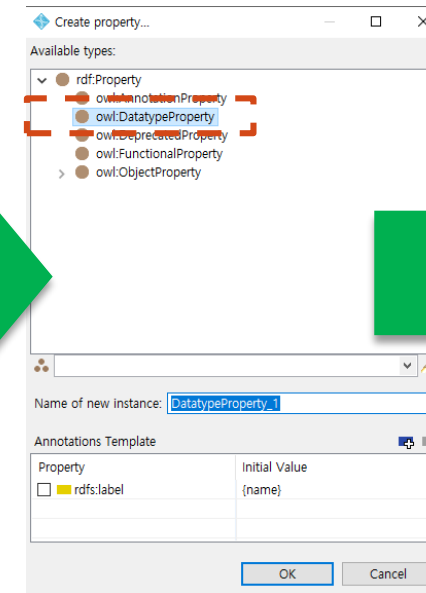 Create property...
Available types:
rdf:Property
owl:AnnotationProperty
owl:DatatypeProperty
owl:DeprecatedProperty
owl:FunctionalProperty
owl:ObjectProperty
Name of new instance: DatatypeProperty_1
Annotations Template
Property Initial Value
rdfs:label {name}
OK Cancel